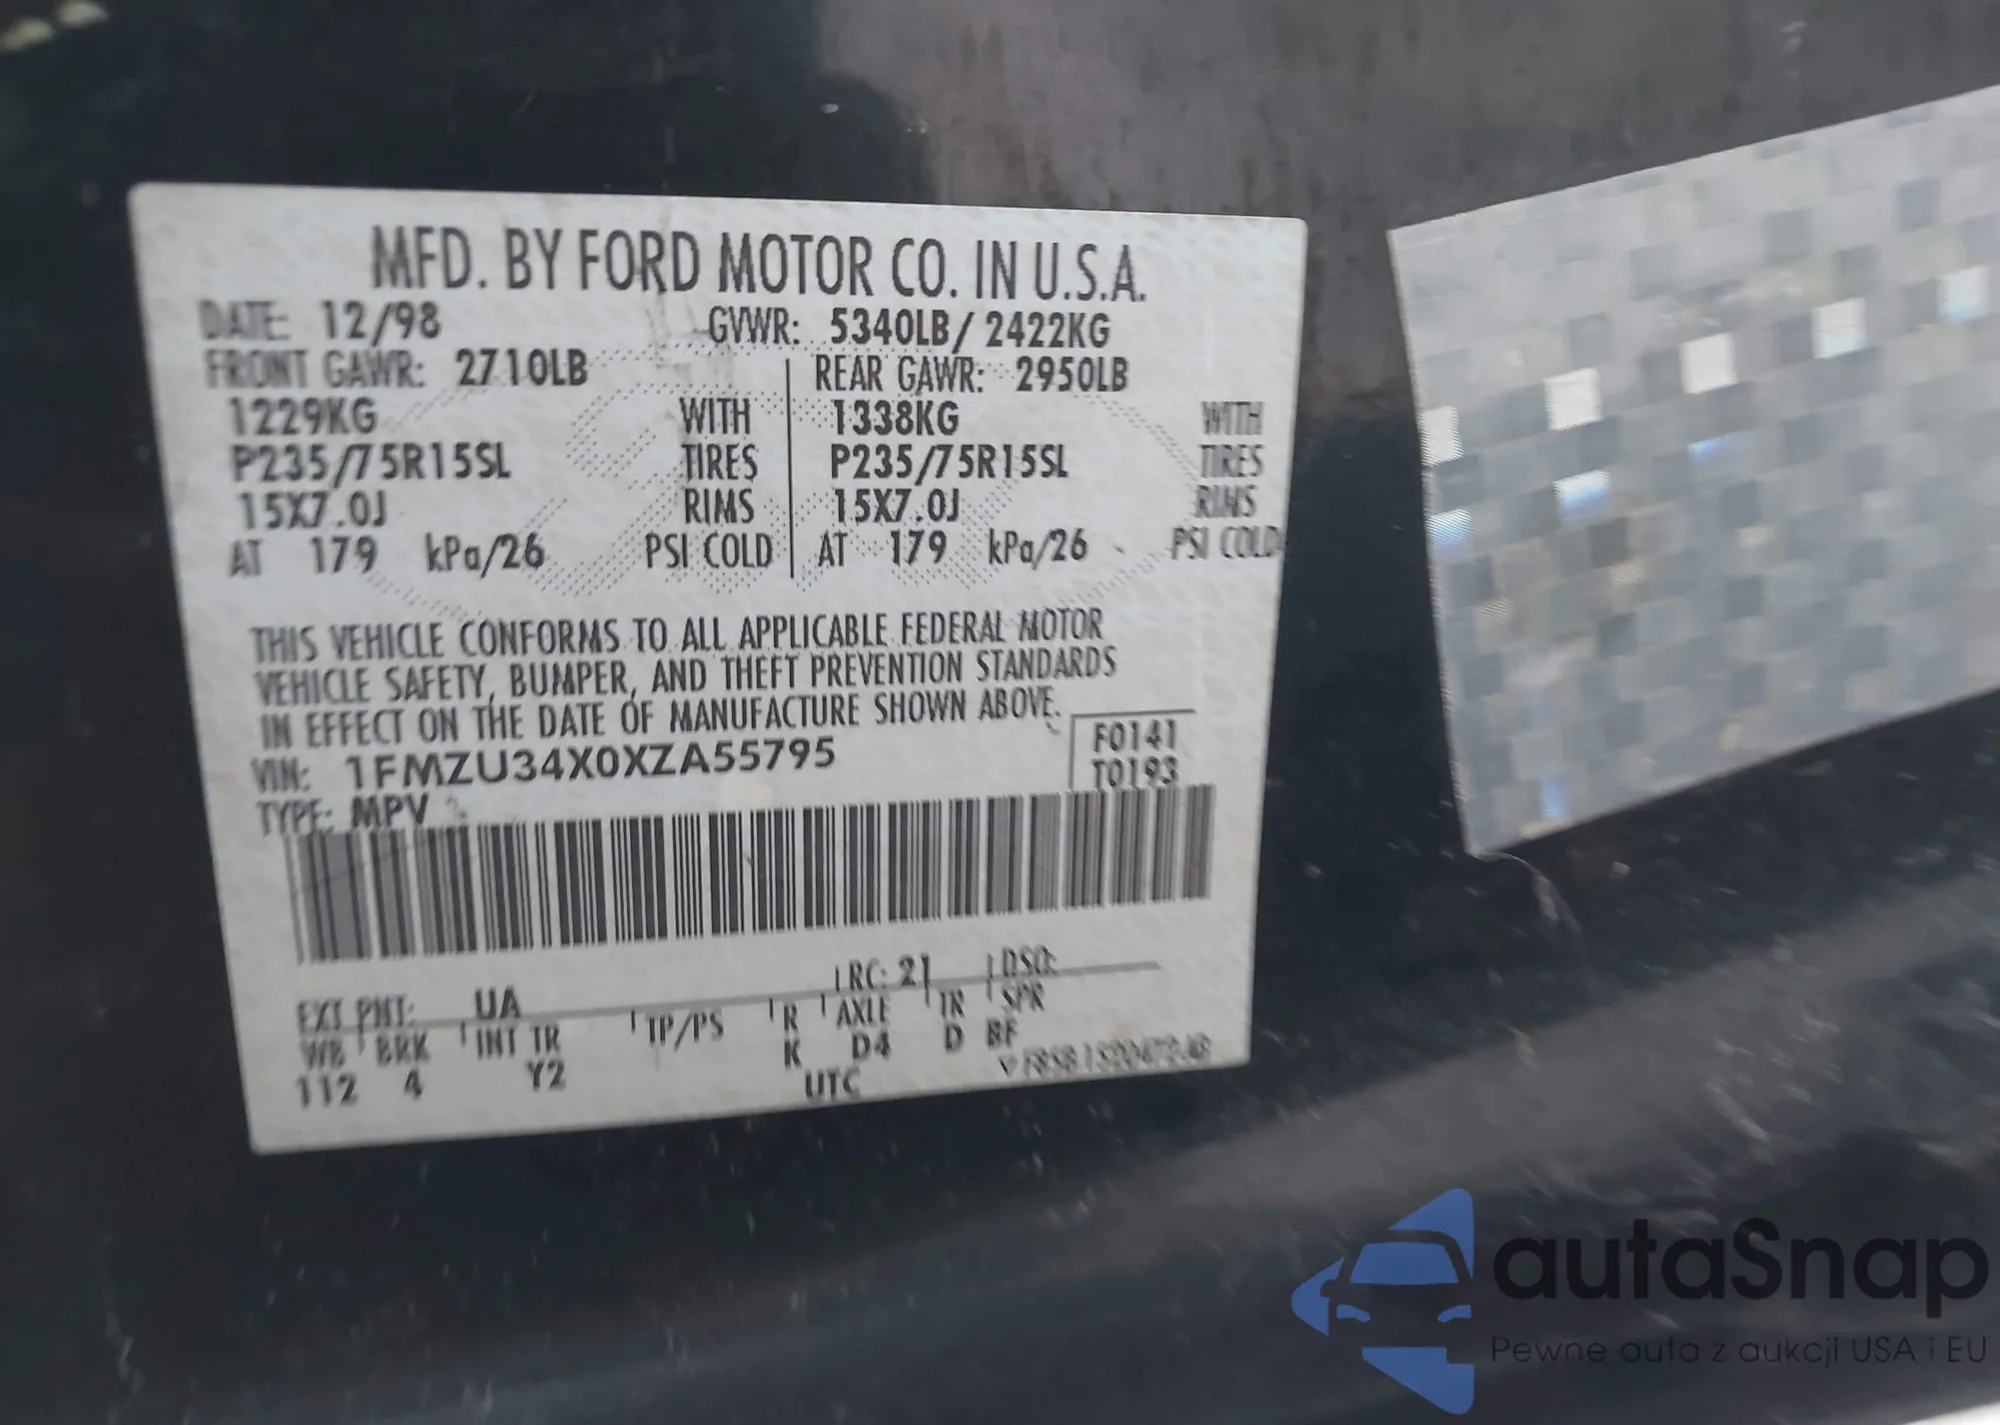 MFD. BY FORD MOTOR CO. IN U.S.A.
DATE: 12/98 GVWR: 5340LB/ 2422KG
FRONT GAWR: 2710LB REAR GAWR: 2950LB
1229KG WITH 1338KG WITH
P235/75R15SL TIRES P235/75R15SL TIRES
15X7.0J RIMS 15X7.0J RIMS
AT 179 kPa/26 PSI COLD AT 179 kPa/26 PSI COLD
THIS VEHICLE CONFORMS TO ALL APPLICABLE FEDERAL MOTOR
VEHICLE SAFETY, BUMPER, AND THEFT PREVENTION STANDARDS
IN EFFECT ON THE DATE OF MANUFACTURE SHOWN ABOVE.
VIN: 1FMZU34X0XZA55795 F0141
TYPE: MPV T0193
EXT PNT: UA RC: 21 DSO:
WB BRK INT TR TP/PS R AXLE TR SPR
112 4 Y2 K D4 D BF
UTC
autaSnap
Pewne auta z aukcji USA i EU